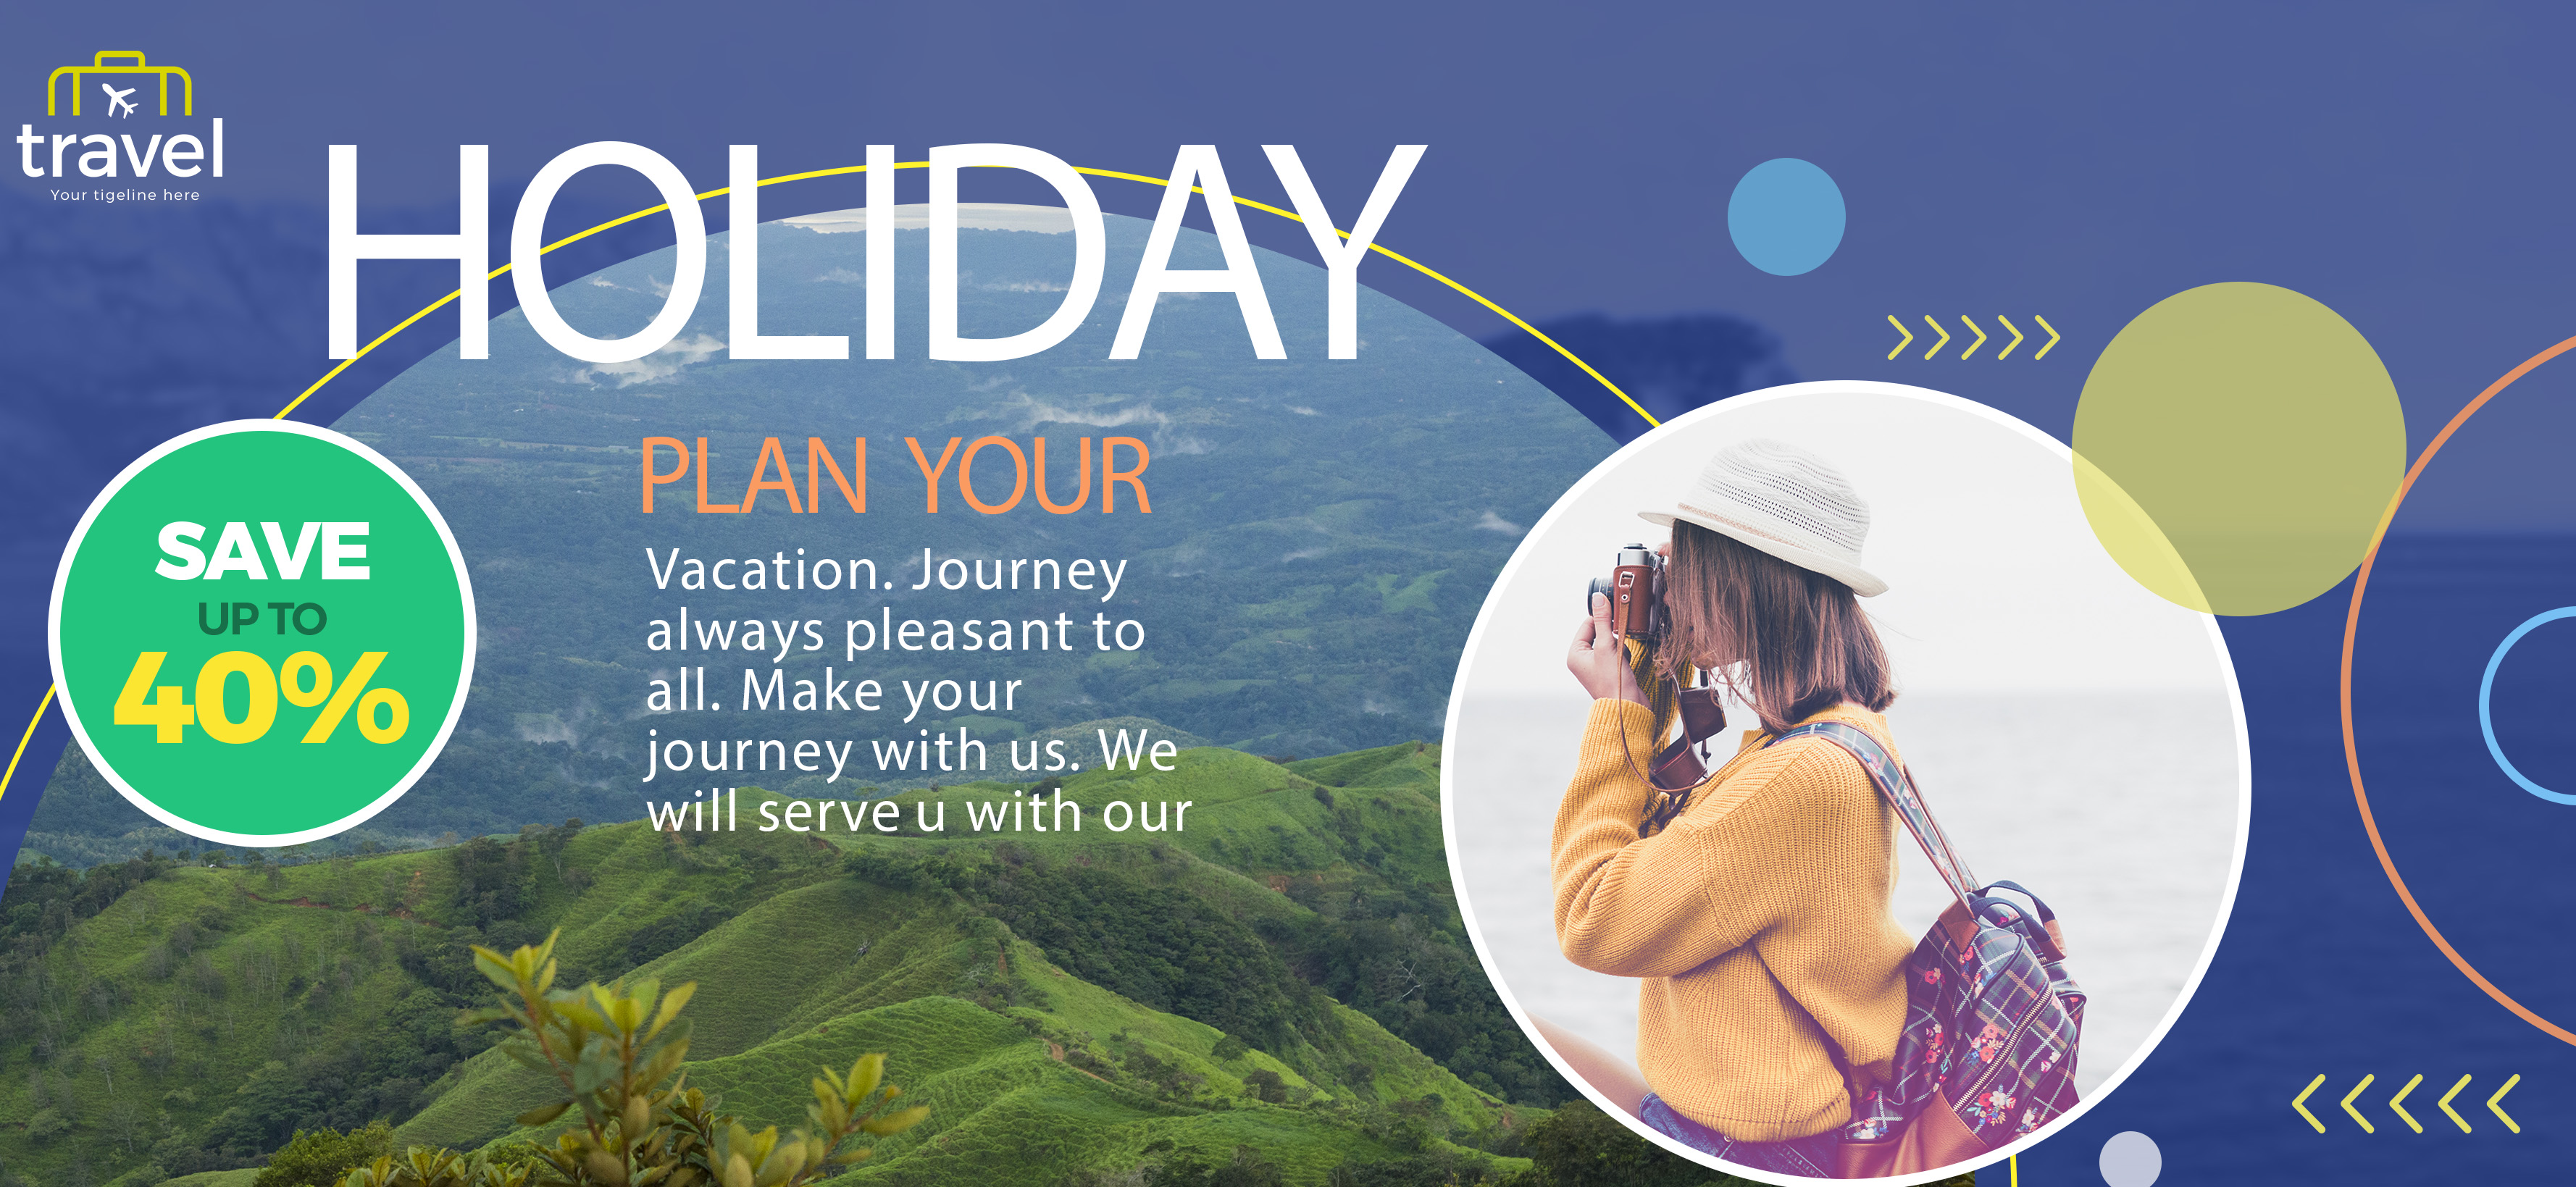 travel
Your tigeline here
HOLIDAY
PLAN YOUR
Vacation. Journey
always pleasant to
all. Make your
journey with us. We
will serve u with our
SAVE
UP TO
40%